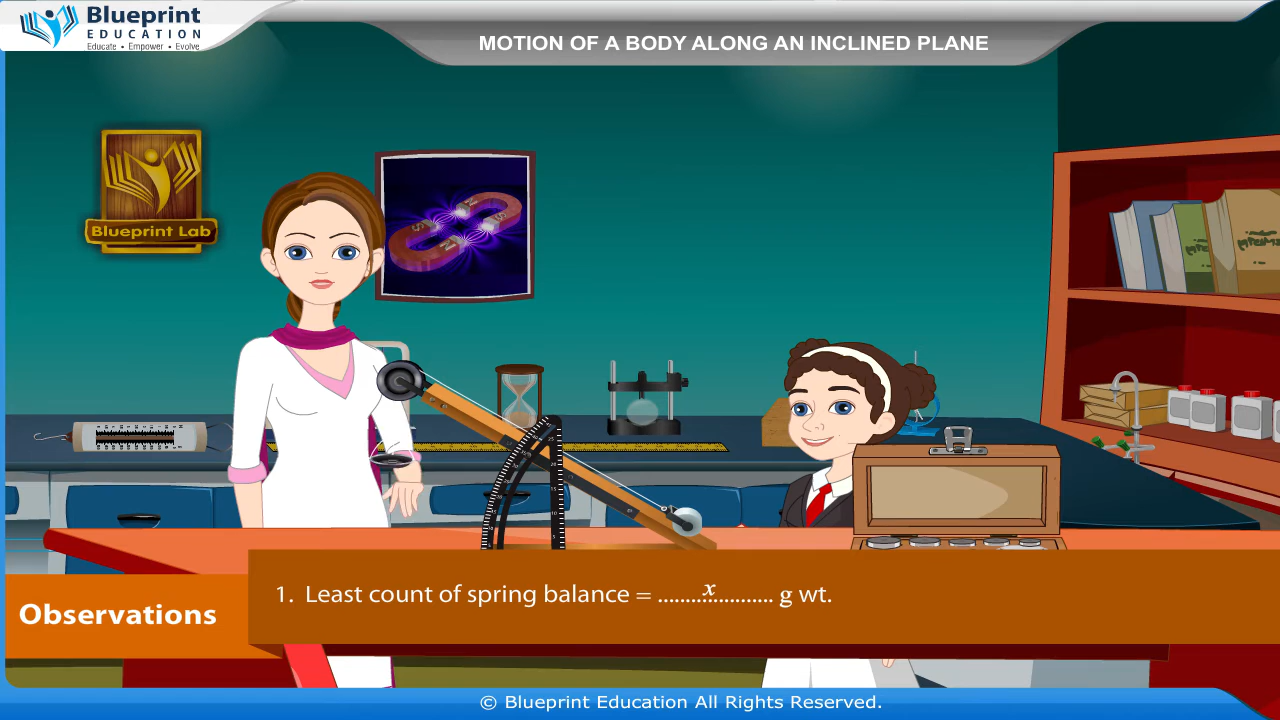 Blueprint
EDUCATION
Educate • Empower • Evolve
MOTION OF A BODY ALONG AN INCLINED PLANE
Blueprint Lab
Observations
1. Least count of spring balance = ..........x.......... g wt.
© Blueprint Education All Rights Reserved.